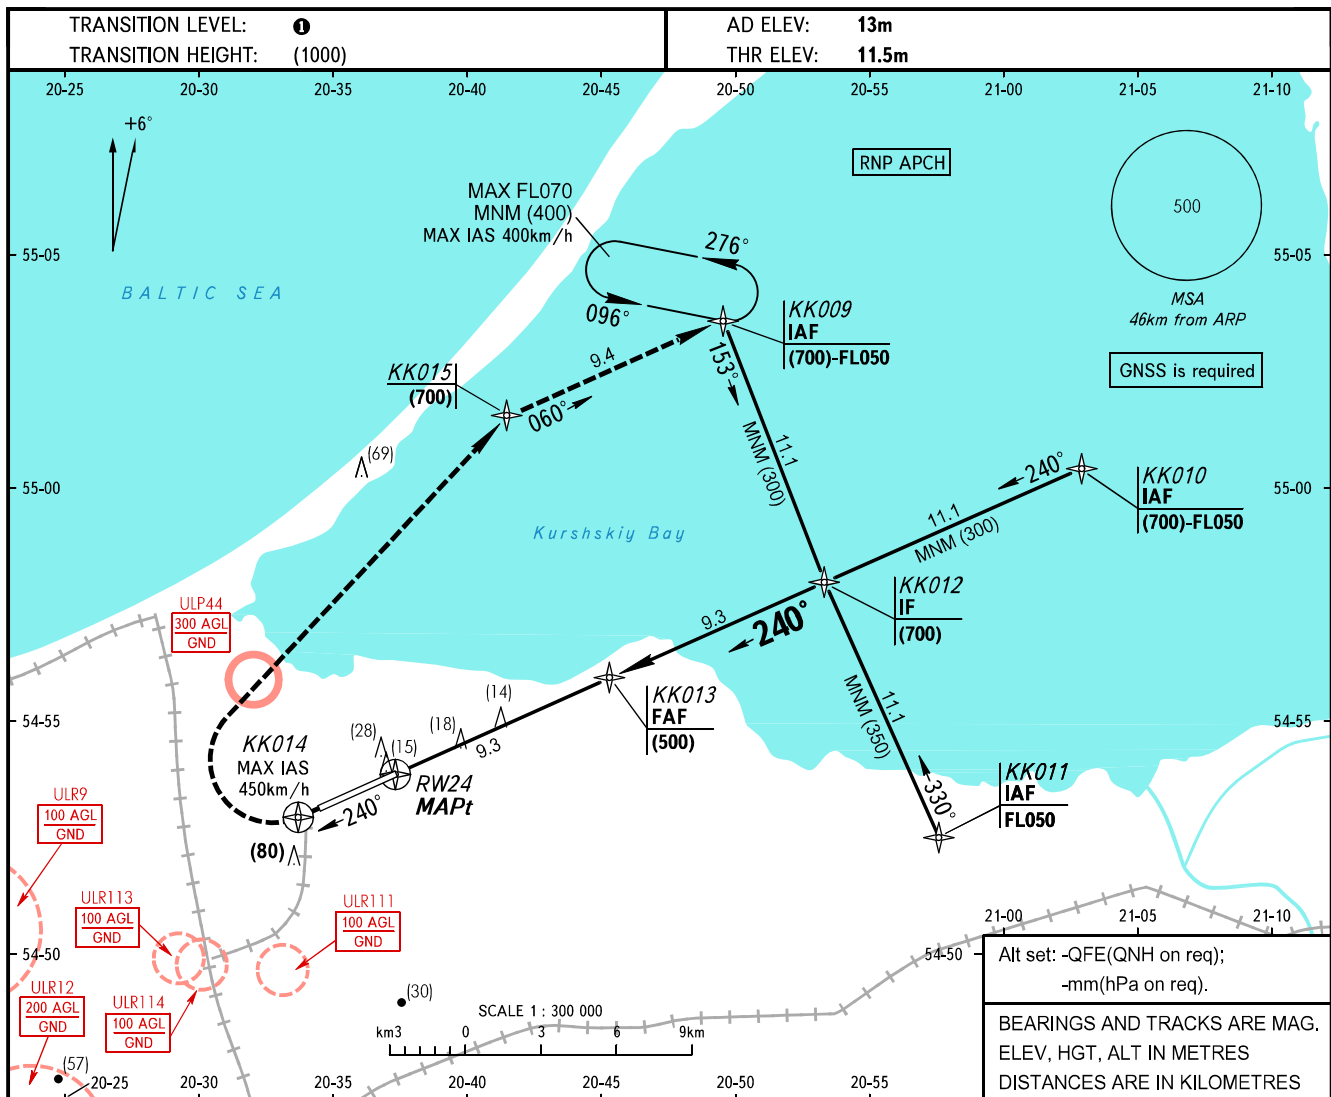 TRANSITION LEVEL: ❶
TRANSITION HEIGHT: (1000)
AD ELEV: 13m
THR ELEV: 11.5m
20-25 20-30 20-35 20-40 20-45 20-50 20-55 21-00 21-05 21-10
+6°
RNP APCH
MAX FL070
MNM (400)
MAX IAS 400km/h
500
276°
55-05
55-05
BALTIC SEA
MSA
46km from ARP
096°
KK009
IAF
(700)-FL050
9.4
153°
KK015
(700)
GNSS is required
060°
11.1
MNM (300)
(69)
240°
KK010
IAF
(700)-FL050
55-00
55-00
11.1
MNM (300)
Kurshskiy Bay
KK012
IF
(700)
ULP44
300 AGL
GND
9.3
240°
KK013
FAF
(500)
(14)
11.1
MNM (350)
54-55
54-55
(18)
(28)
(15)
9.3
KK014
MAX IAS
450km/h
RW24
MAPt
KK011
IAF
FL050
330°
240°
(80)
ULR9
100 AGL
GND
ULR113
100 AGL
GND
ULR111
100 AGL
GND
21-00 21-05 21-10
54-50
54-50
Alt set: -QFE(QNH on req);
-mm(hPa on req).
ULR12
200 AGL
GND
ULR114
100 AGL
GND
(30)
SCALE 1 : 300 000
km3 0 3 6 9km
BEARINGS AND TRACKS ARE MAG.
ELEV, HGT, ALT IN METRES
DISTANCES ARE IN KILOMETRES
(57)
20-25 20-30 20-35 20-40 20-45 20-50 20-55